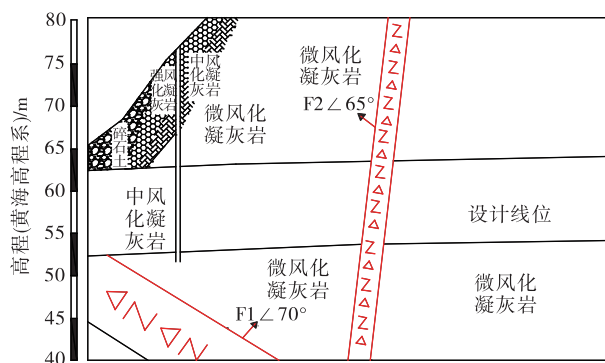 高程(黄海高程系)/m
80
75
70
65
60
55
50
45
40
碎
石
土
强风
化凝
灰岩
中风
化凝
灰岩
微风化
凝灰岩
微风化
凝灰岩
F2∠65°
中风
化凝
灰岩
设计线位
微风化
凝灰岩
F1∠70°
微风化
凝灰岩